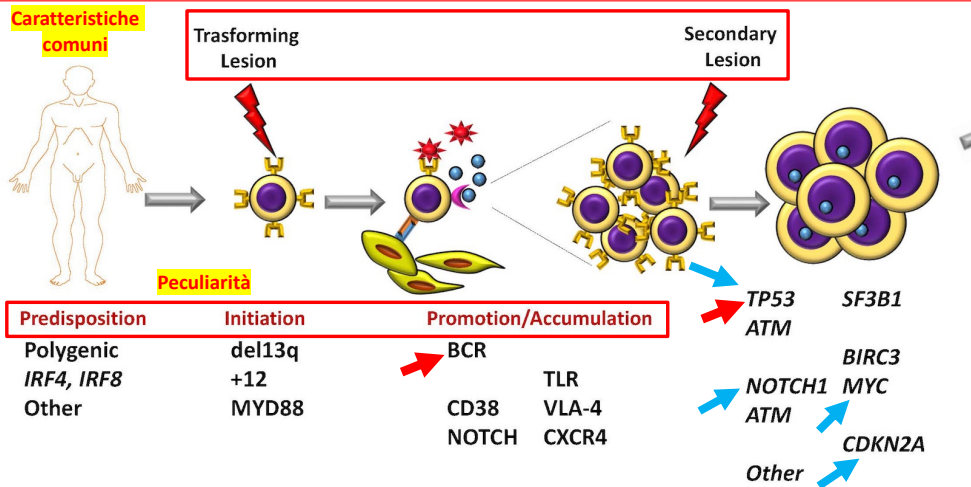 Caratteristiche
comuni
Trasforming
Lesion
Secondary
Lesion
Peculiarità
Predisposition Initiation Promotion/Accumulation
Polygenic del13q BCR
IRF4, IRF8 +12 TLR
Other MYD88 CD38 VLA-4
NOTCH CXCR4
TP53 SF3B1
ATM
BIRC3
NOTCH1 MYC
ATM
CDKN2A
Other